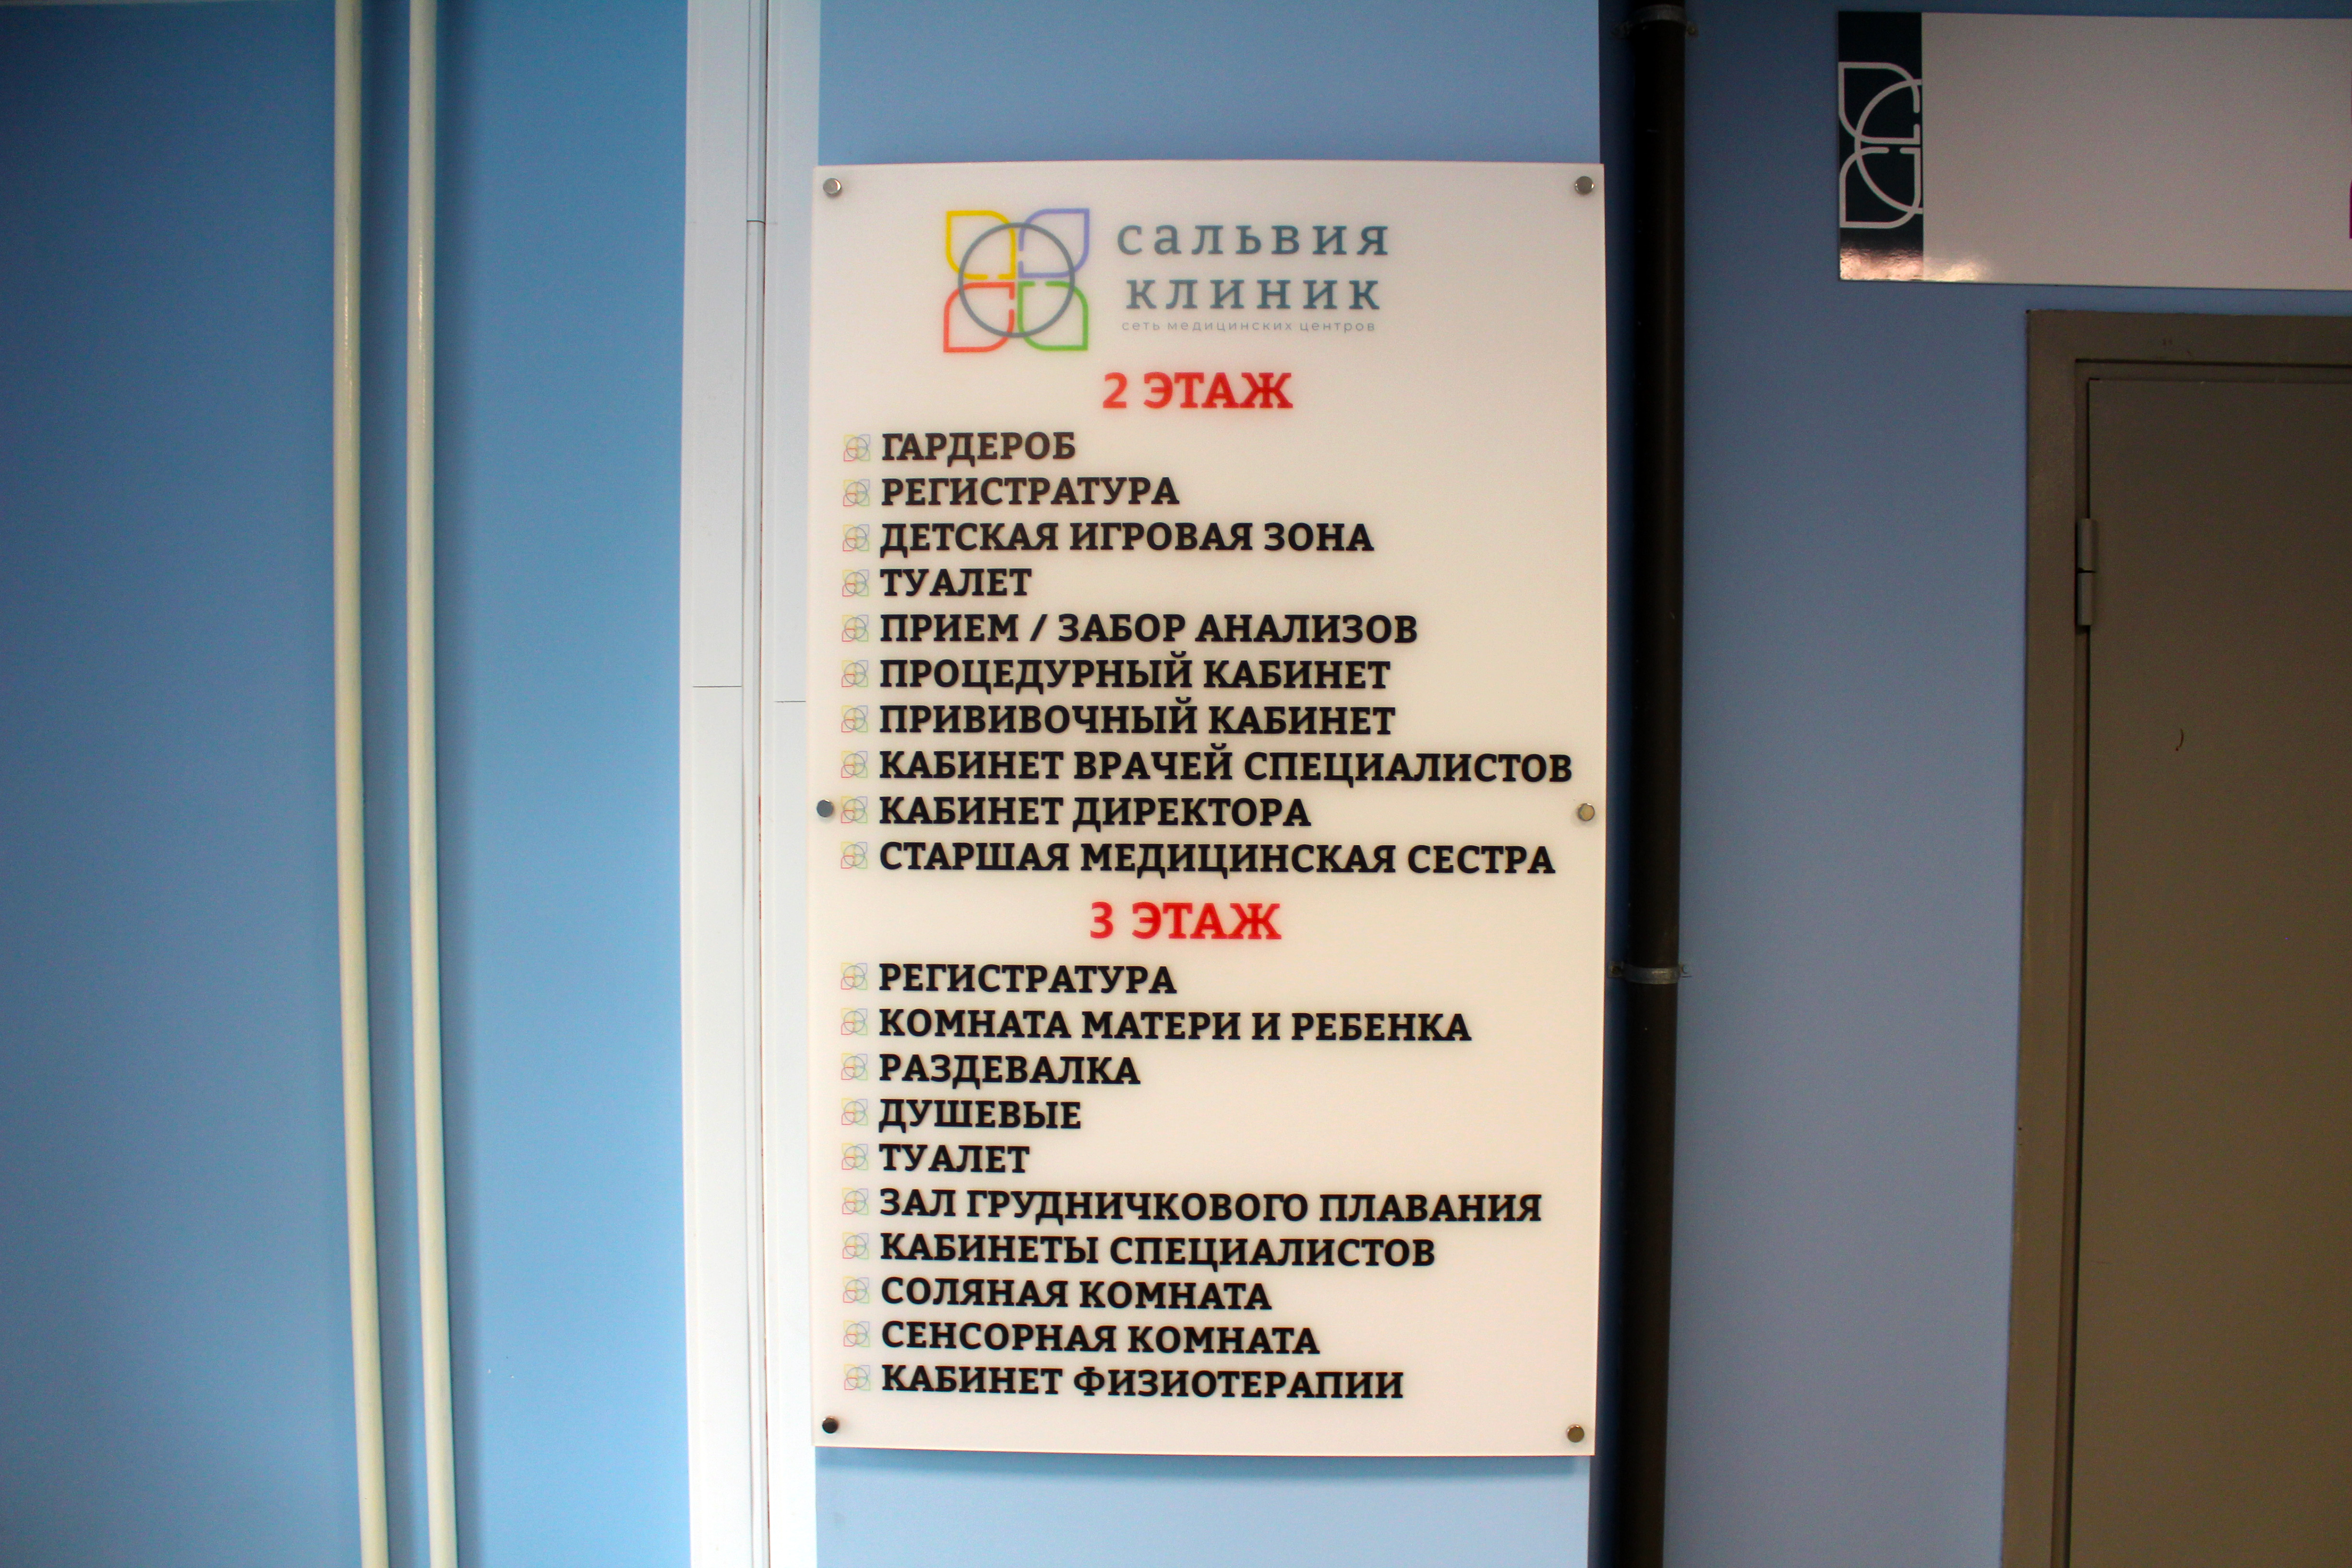 сальвия
клиник
сеть медицинских центров
2 ЭТАЖ
ГАРДЕРОБ
РЕГИСТРАТУРА
ДЕТСКАЯ ИГРОВАЯ ЗОНА
ТУАЛЕТ
ПРИЕМ / ЗАБОР АНАЛИЗОВ
ПРОЦЕДУРНЫЙ КАБИНЕТ
ПРИВИВОЧНЫЙ КАБИНЕТ
КАБИНЕТ ВРАЧЕЙ СПЕЦИАЛИСТОВ
КАБИНЕТ ДИРЕКТОРА
СТАРШАЯ МЕДИЦИНСКАЯ СЕСТРА
3 ЭТАЖ
РЕГИСТРАТУРА
КОМНАТА МАТЕРИ И РЕБЕНКА
РАЗДЕВАЛКА
ДУШЕВЫЕ
ТУАЛЕТ
ЗАЛ ГРУДНИЧКОВОГО ПЛАВАНИЯ
КАБИНЕТЫ СПЕЦИАЛИСТОВ
СОЛЯНАЯ КОМНАТА
СЕНСОРНАЯ КОМНАТА
КАБИНЕТ ФИЗИОТЕРАПИИ